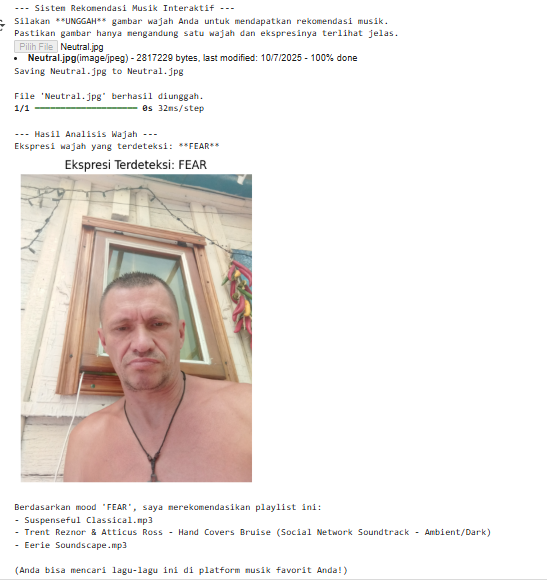 --- Sistem Rekomendasi Musik Interaktif ---
Silakan **UNGGAH** gambar wajah Anda untuk mendapatkan rekomendasi musik.
Pastikan gambar hanya mengandung satu wajah dan ekspresinya terlihat jelas.
Pilih File Neutral.jpg
• Neutral.jpg(image/jpeg) - 2817229 bytes, last modified: 10/7/2025 - 100% done
Saving Neutral.jpg to Neutral.jpg
File 'Neutral.jpg' berhasil diunggah.
1/1 ━━━━━━━━━━━━━━━━━━━━ 0s 32ms/step
--- Hasil Analisis Wajah ---
Ekspresi wajah yang terdeteksi: **FEAR**
Ekspresi Terdeteksi: FEAR
Berdasarkan mood 'FEAR', saya merekomendasikan playlist ini:
- Suspenseful Classical.mp3
- Trent Reznor & Atticus Ross - Hand Covers Bruise (Social Network Soundtrack - Ambient/Dark)
- Eerie Soundscape.mp3
(Anda bisa mencari lagu-lagu ini di platform musik favorit Anda!)